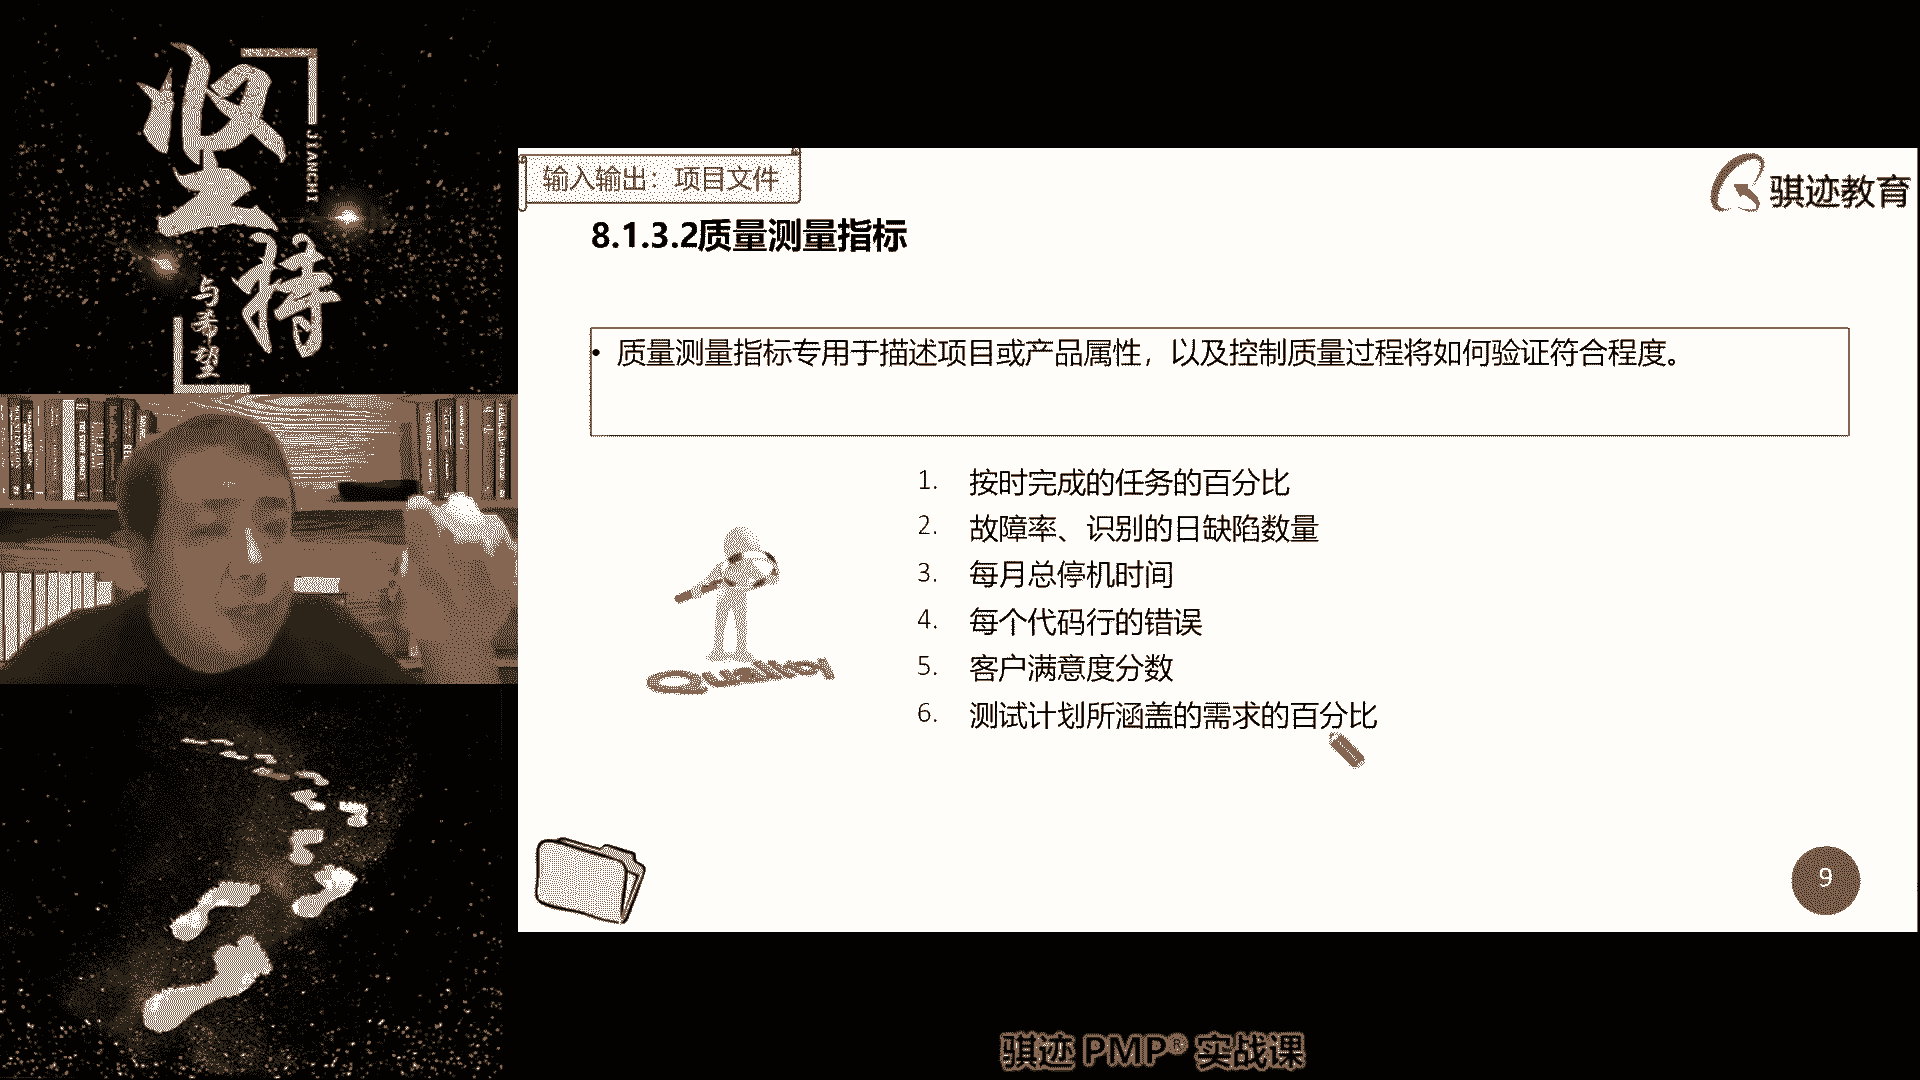 坚持
JIANCHI
与希望
输入输出：项目文件
骐迹教育
8.1.3.2质量测量指标
• 质量测量指标专用于描述项目或产品属性，以及控制质量过程将如何验证符合程度。
1. 按时完成的任务的百分比
2. 故障率、识别的日缺陷数量
3. 每月总停机时间
4. 每个代码行的错误
5. 客户满意度分数
6. 测试计划所涵盖的需求的百分比
Quality
9
骐迹 PMP® 实战课